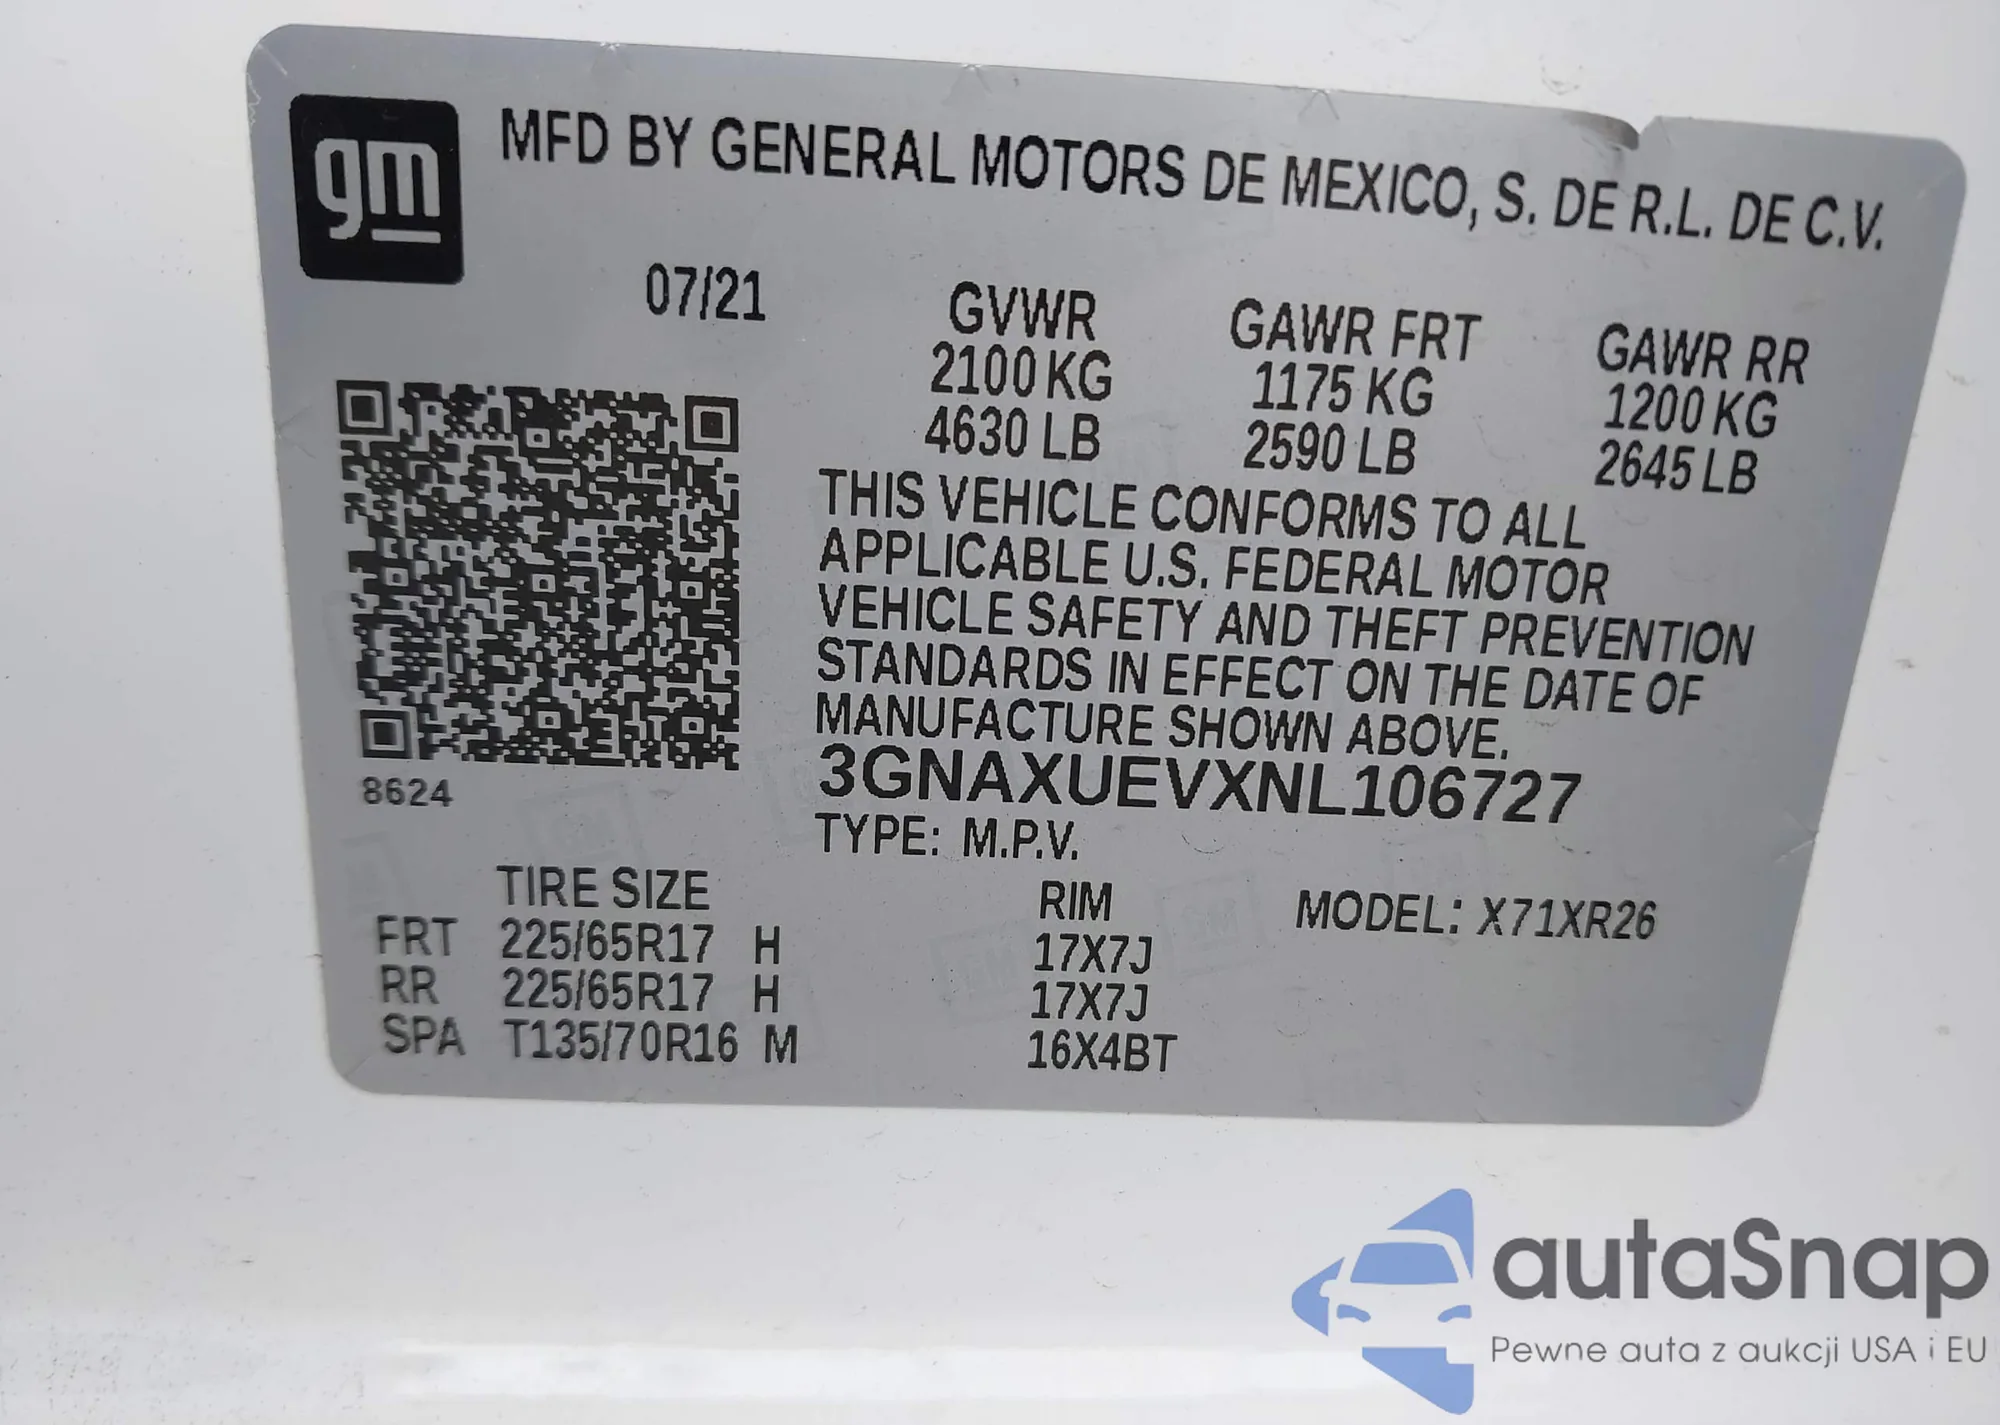 gm
MFD BY GENERAL MOTORS DE MEXICO, S. DE R.L. DE C.V.
07/21
GVWR GAWR FRT GAWR RR
2100 KG 1175 KG 1200 KG
4630 LB 2590 LB 2645 LB
THIS VEHICLE CONFORMS TO ALL
APPLICABLE U.S. FEDERAL MOTOR
VEHICLE SAFETY AND THEFT PREVENTION
STANDARDS IN EFFECT ON THE DATE OF
MANUFACTURE SHOWN ABOVE.
8624
3GNAXUEVXNL106727
TYPE: M.P.V.
TIRE SIZE RIM MODEL: X71XR26
FRT 225/65R17 H 17X7J
RR 225/65R17 H 17X7J
SPA T135/70R16 M 16X4BT
autaSnap
Pewne auta z aukcji USA i EU